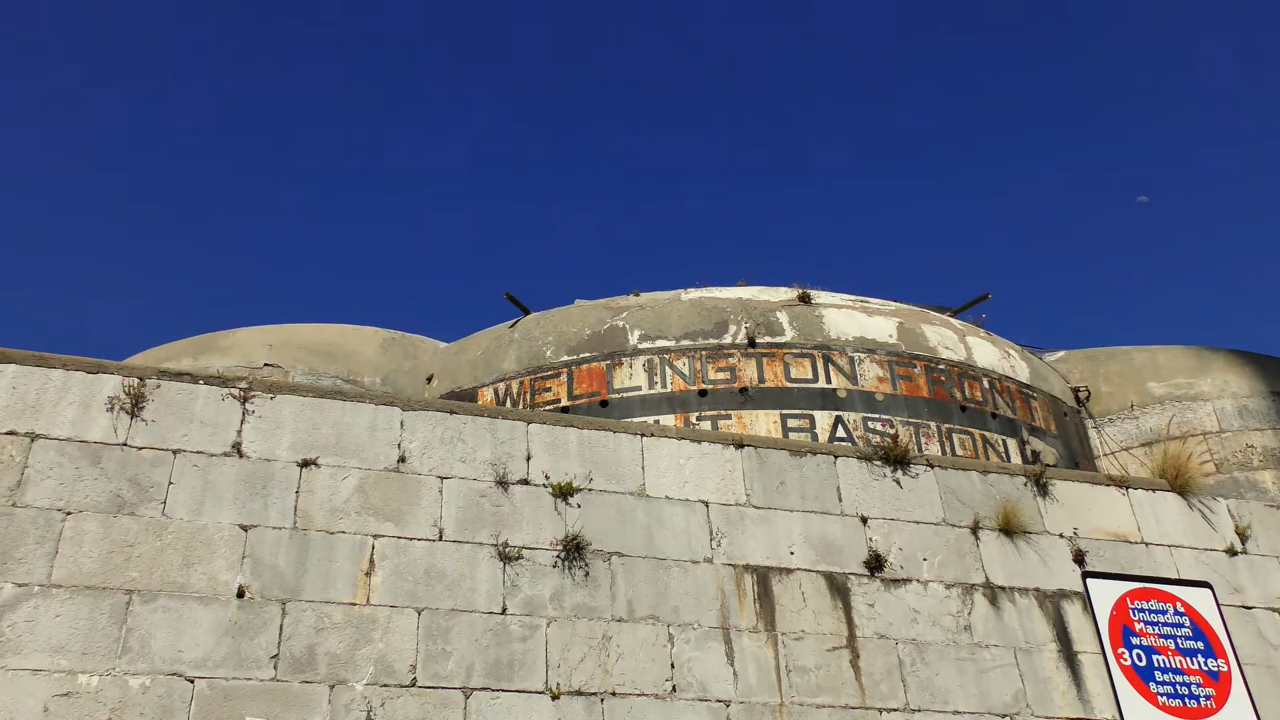 WELLINGTON FRONT
BASTION
Loading &
Unloading
Maximum
waiting time
30 minutes
Between
8am to 6pm
Mon to Fri